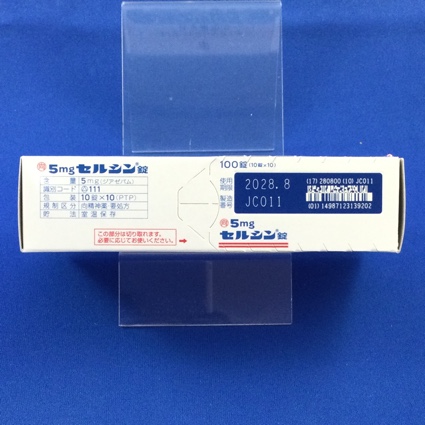 向 5mg セルシン錠
含量 5mg(ジアゼパム)
識別コード 111
包装 10錠×10(PTP)
規制区分 向精神薬 要処方
貯法 室温保存
この部分は切り取れます。
必要に応じてお使いください。
100錠(10錠×10)
使用期限 2028.8
製造番号 JC011
(17) 280800 (10) JC011
(01) 14987123139202
向 5mg
セルシン錠